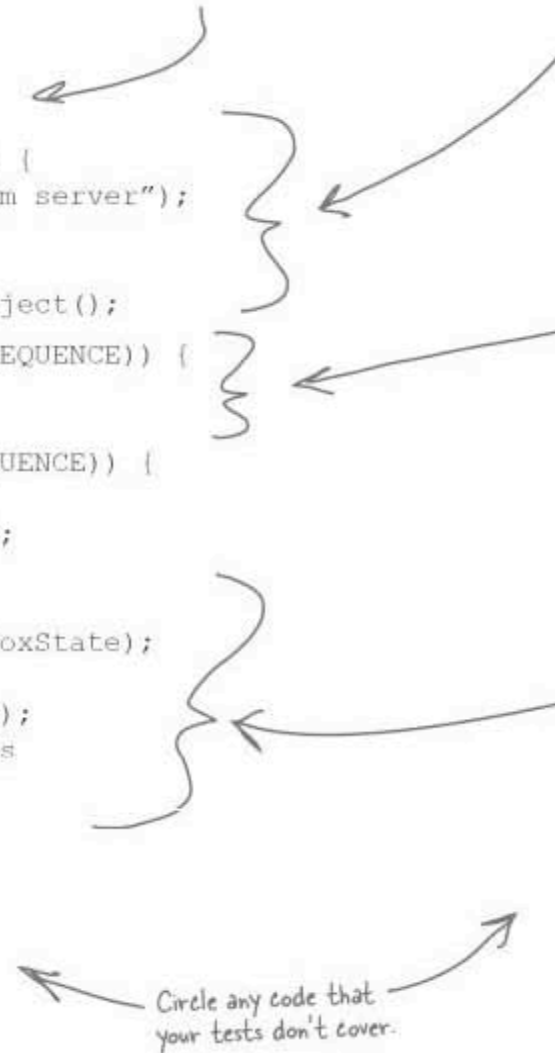 {
m server");
ject();
EQUENCE)) {
UENCE)) {
;
oxState);
);
s
Circle any code that
your tests don't cover.